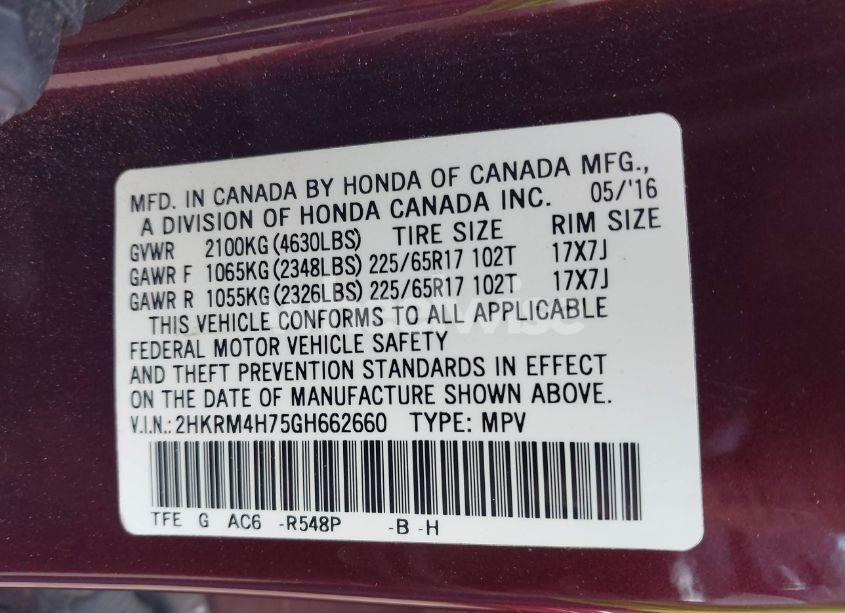 MFD. IN CANADA BY HONDA OF CANADA MFG.,
A DIVISION OF HONDA CANADA INC. 05/'16
GVWR 2100KG (4630LBS) TIRE SIZE RIM SIZE
GAWR F 1065KG (2348LBS) 225/65R17 102T 17X7J
GAWR R 1055KG (2326LBS) 225/65R17 102T 17X7J
THIS VEHICLE CONFORMS TO ALL APPLICABLE
FEDERAL MOTOR VEHICLE SAFETY
AND THEFT PREVENTION STANDARDS IN EFFECT
ON THE DATE OF MANUFACTURE SHOWN ABOVE.
V.I.N.: 2HKRM4H75GH662660 TYPE: MPV
TFE G AC6 -R548P -B -H